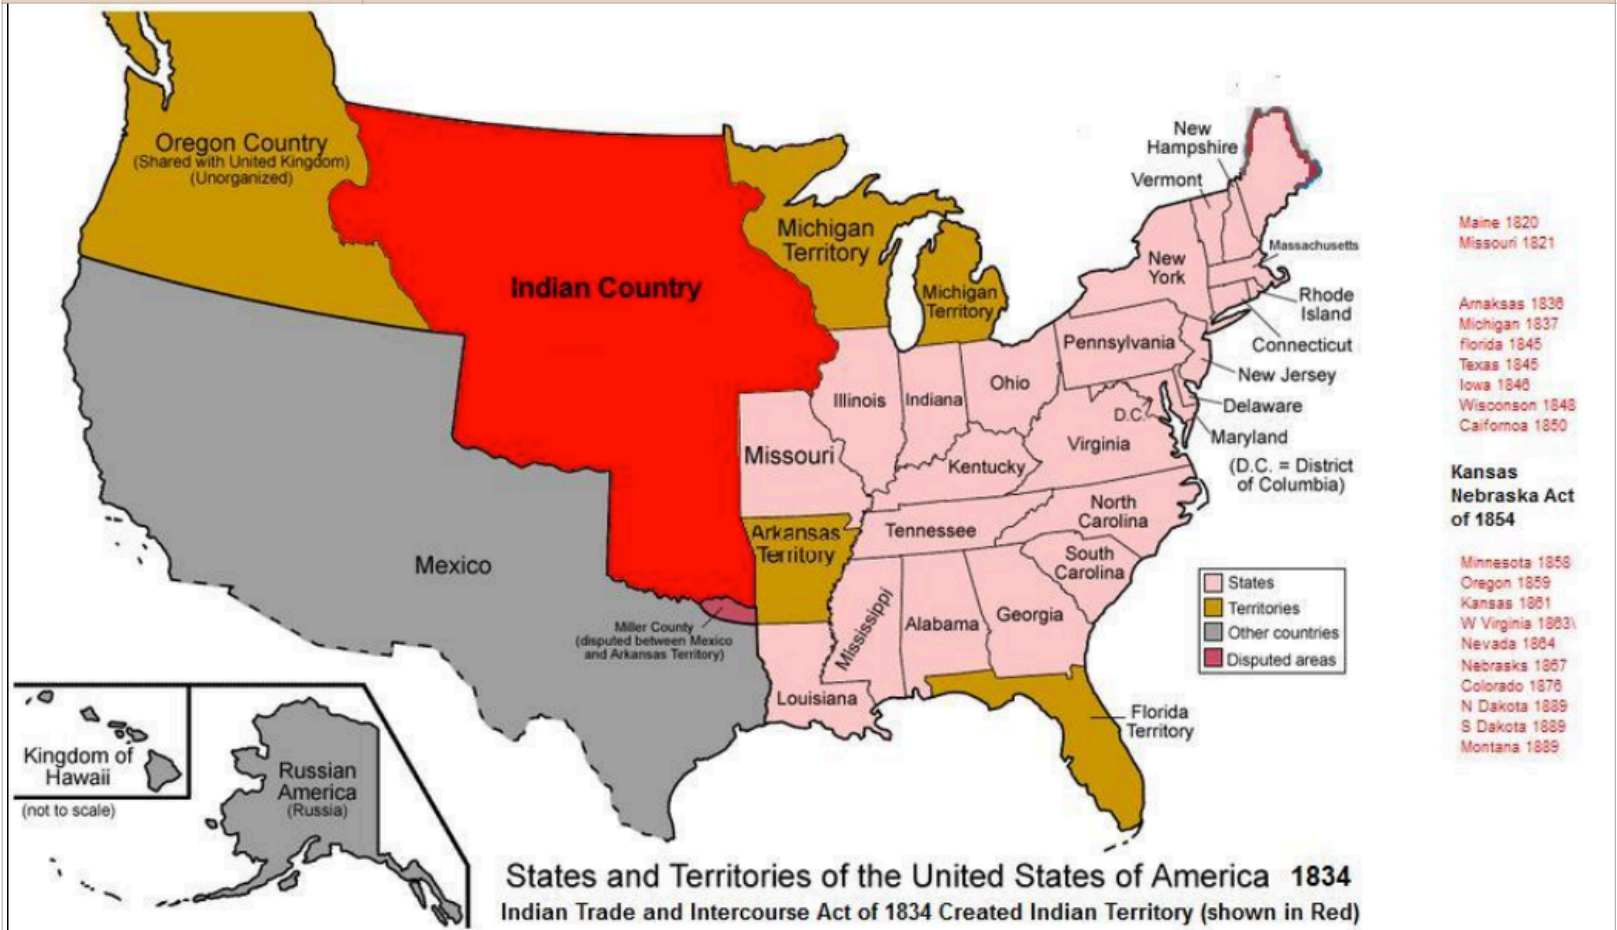 Oregon Country
(Shared with United Kingdom)
(Unorganized)
Indian Country
Michigan
Territory
Michigan
Territory
New
Hampshire
Vermont
Massachusetts
New
York
Rhode
Island
Connecticut
Pennsylvania
New Jersey
Delaware
Maryland
(D.C. = District
of Columbia)
D.C.
Ohio
Indiana
Illinois
Virginia
Kentucky
Missouri
North
Carolina
Tennessee
South
Carolina
Arkansas
Territory
Mexico
Mississippi
Alabama
Georgia
Miller County
(disputed between Mexico
and Arkansas Territory)
Louisiana
Florida
Territory
States
Territories
Other countries
Disputed areas
Kingdom of
Hawaii
(not to scale)
Russian
America
(Russia)
States and Territories of the United States of America 1834
Indian Trade and Intercourse Act of 1834 Created Indian Territory (shown in Red)
Maine 1820
Missouri 1821
Arnaksas 1836
Michigan 1837
florida 1845
Texas 1845
Iowa 1846
Wisconson 1848
Caifornoa 1850
Kansas
Nebraska Act
of 1854
Minnesota 1858
Oregon 1859
Kansas 1861
W Virginia 1863\
Nevada 1864
Nebrasks 1867
Colorado 1876
N Dakota 1889
S Dakota 1889
Montana 1889